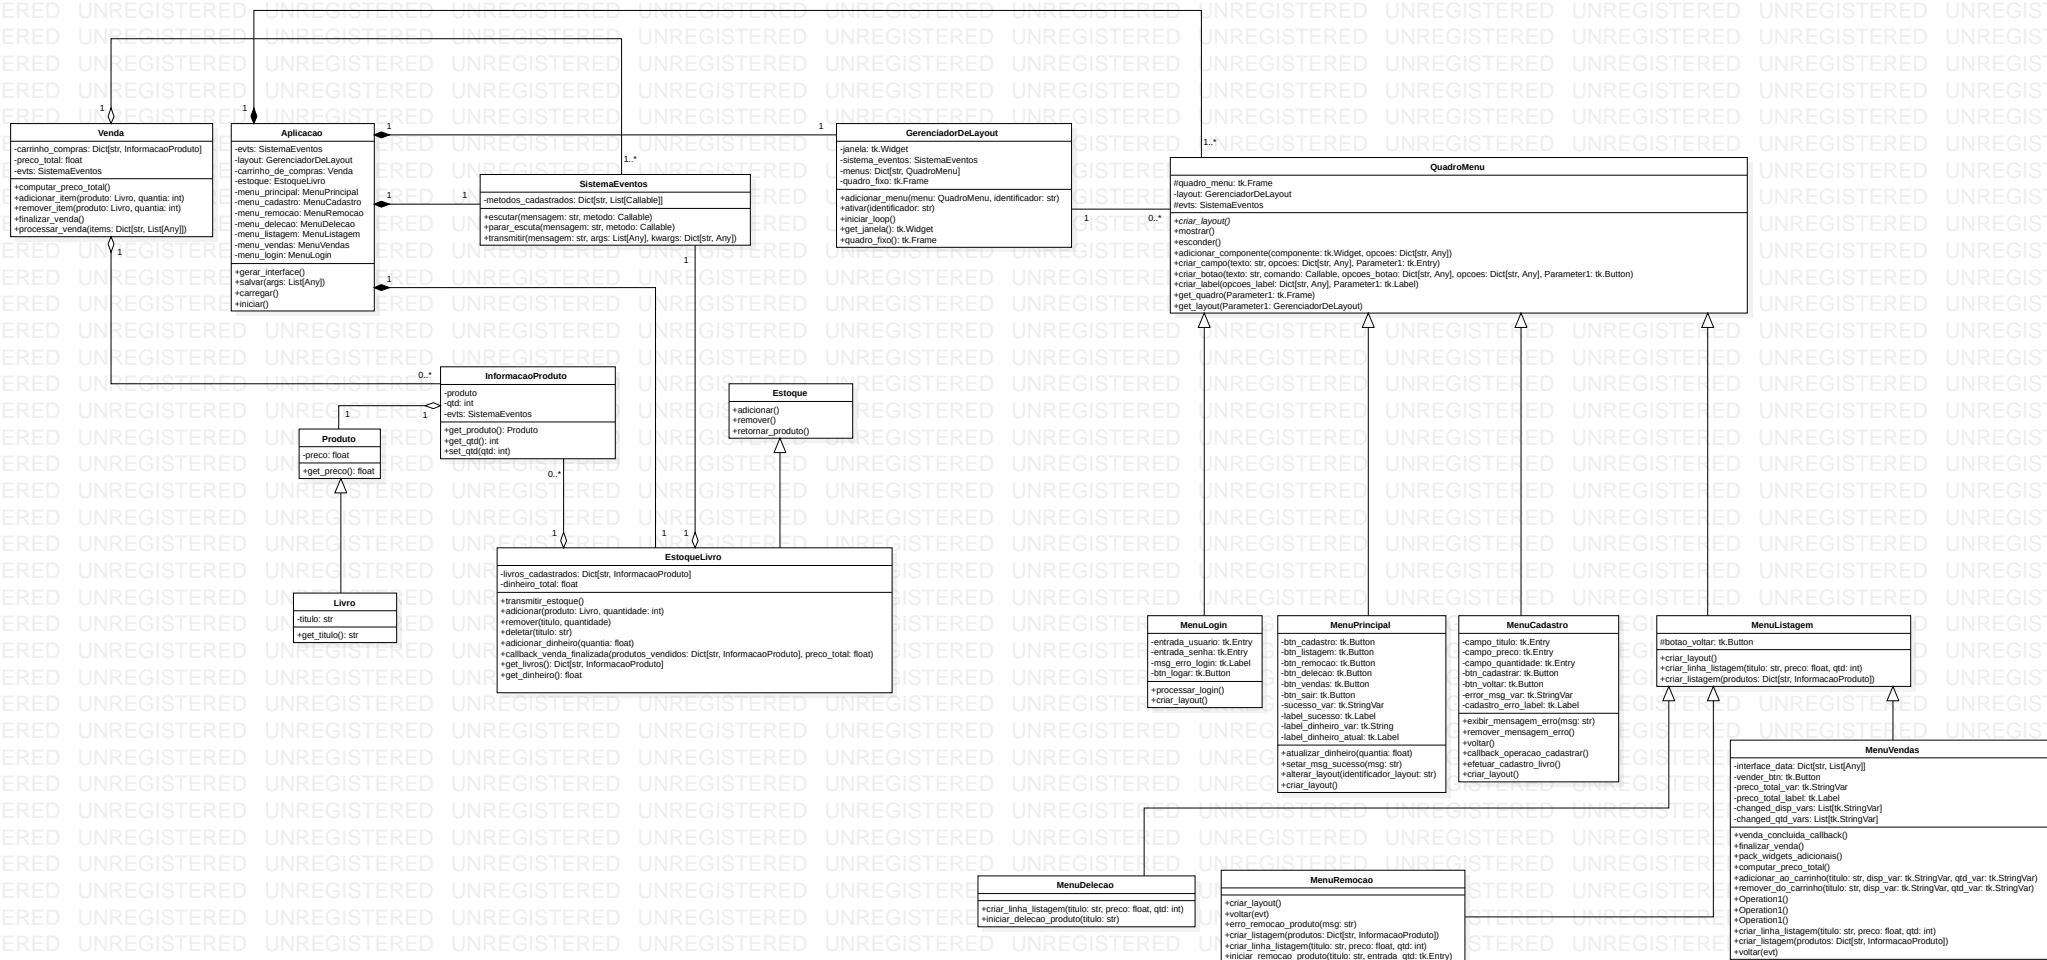 Venda
-carrinho_compras: Dict[str, InformacaoProduto]
-preco_total: float
-evts: SistemaEventos
+computar_preco_total()
+adicionar_item(produto: Livro, quantia: int)
+remover_item(produto: Livro, quantia: int)
+finalizar_venda()
+processar_venda(items: Dict[str, List[Any]])
1
1
Aplicacao
-evts: SistemaEventos
-layout: GerenciadorDeLayout
-carrinho_de_compras: Venda
-estoque: EstoqueLivro
-menu_principal: MenuPrincipal
-menu_cadastro: MenuCadastro
-menu_remocao: MenuRemocao
-menu_delecao: MenuDelecao
-menu_listagem: MenuListagem
-menu_vendas: MenuVendas
-menu_login: MenuLogin
+gerar_interface()
+salvar(args: List[Any])
+carregar()
+iniciar()
1
1
1
1
1
1
1..*
SistemaEventos
-metodos_cadastrados: Dict[str, List[Callable]]
+escutar(mensagem: str, metodo: Callable)
+parar_escuta(mensagem: str, metodo: Callable)
+transmitir(mensagem: str, args: List[Any], kwargs: Dict[str, Any])
1
GerenciadorDeLayout
-janela: tk.Widget
-sistema_eventos: SistemaEventos
-menus: Dict[str, QuadroMenu]
-quadro_fixo: tk.Frame
+adicionar_menu(menu: QuadroMenu, identificador: str)
+ativar(identificador: str)
+iniciar_loop()
+get_janela(): tk.Widget
+quadro_fixo(): tk.Frame
1
0..*
1..*
QuadroMenu
#quadro_menu: tk.Frame
-layout: GerenciadorDeLayout
#evts: SistemaEventos
+criar_layout()
+mostrar()
+esconder()
+adicionar_componente(componente: tk.Widget, opcoes: Dict[str, Any])
+criar_campo(texto: str, opcoes: Dict[str, Any], Parameter1: tk.Entry)
+criar_botao(texto: str, comando: Callable, opcoes_botao: Dict[str, Any], opcoes: Dict[str, Any], Parameter1: tk.Button)
+criar_label(opcoes_label: Dict[str, Any], Parameter1: tk.Label)
+get_quadro(Parameter1: tk.Frame)
+get_layout(Parameter1: GerenciadorDeLayout)
0..*
InformacaoProduto
-produto
-qtd: int
-evts: SistemaEventos
+get_produto(): Produto
+get_qtd(): int
+set_qtd(qtd: int)
1
1
0..*
Produto
-preco: float
+get_preco(): float
Estoque
+adicionar()
+remover()
+retornar_produto()
Livro
-titulo: str
+get_titulo(): str
1
1
1
EstoqueLivro
-livros_cadastrados: Dict[str, InformacaoProduto]
-dinheiro_total: float
+transmitir_estoque()
+adicionar(produto: Livro, quantidade: int)
+remover(titulo, quantidade)
+deletar(titulo: str)
+adicionar_dinheiro(quantia: float)
+callback_venda_finalizada(produtos_vendidos: Dict[str, InformacaoProduto], preco_total: float)
+get_livros(): Dict[str, InformacaoProduto]
+get_dinheiro(): float
MenuLogin
-entrada_usuario: tk.Entry
-entrada_senha: tk.Entry
-msg_erro_login: tk.Label
-btn_logar: tk.Button
+processar_login()
+criar_layout()
MenuPrincipal
-btn_cadastro: tk.Button
-btn_listagem: tk.Button
-btn_remocao: tk.Button
-btn_delecao: tk.Button
-btn_vendas: tk.Button
-btn_sair: tk.Button
-sucesso_var: tk.StringVar
-label_sucesso: tk.Label
-label_dinheiro_var: tk.String
-label_dinheiro_atual: tk.Label
+atualizar_dinheiro(quantia: float)
+setar_msg_sucesso(msg: str)
+alterar_layout(identificador_layout: str)
+criar_layout()
MenuCadastro
-campo_titulo: tk.Entry
-campo_preco: tk.Entry
-campo_quantidade: tk.Entry
-btn_cadastrar: tk.Button
-btn_voltar: tk.Button
-error_msg_var: tk.StringVar
-cadastro_erro_label: tk.Label
+exibir_mensagem_erro(msg: str)
+remover_mensagem_erro()
+voltar()
+callback_operacao_cadastrar()
+efetuar_cadastro_livro()
+criar_layout()
MenuListagem
#botao_voltar: tk.Button
+criar_layout()
+criar_linha_listagem(titulo: str, preco: float, qtd: int)
+criar_listagem(produtos: Dict[str, InformacaoProduto])
MenuVendas
-interface_data: Dict[str, List[Any]]
-vender_btn: tk.Button
-preco_total_var: tk.StringVar
-preco_total_label: tk.Label
-changed_disp_vars: List[tk.StringVar]
-changed_qtd_vars: List[tk.StringVar]
+venda_concluida_callback()
+finalizar_venda()
+pack_widgets_adicionais()
+computar_preco_total()
+adicionar_ao_carrinho(titulo: str, disp_var: tk.StringVar, qtd_var: tk.StringVar)
+remover_do_carrinho(titulo: str, disp_var: tk.StringVar, qtd_var: tk.StringVar)
+Operation1()
+Operation1()
+Operation1()
+criar_linha_listagem(titulo: str, preco: float, qtd: int)
+criar_listagem(produtos: Dict[str, InformacaoProduto])
+voltar(evt)
MenuDelecao
+criar_linha_listagem(titulo: str, preco: float, qtd: int)
+iniciar_delecao_produto(titulo: str)
MenuRemocao
+criar_layout()
+voltar(evt)
+erro_remocao_produto(msg: str)
+criar_listagem(produtos: Dict[str, InformacaoProduto])
+criar_linha_listagem(titulo: str, preco: float, qtd: int)
+iniciar_remocao_produto(titulo: str, entrada_qtd: tk.Entry)